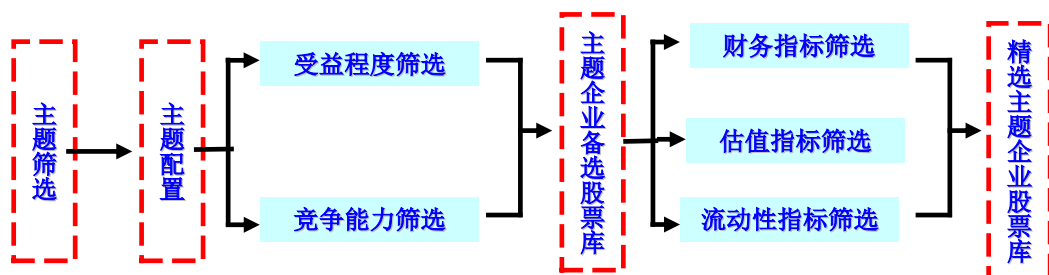 主题筛选
主题配置
受益程度筛选
竞争能力筛选
主题企业备选股票库
财务指标筛选
估值指标筛选
流动性指标筛选
精选主题企业股票库